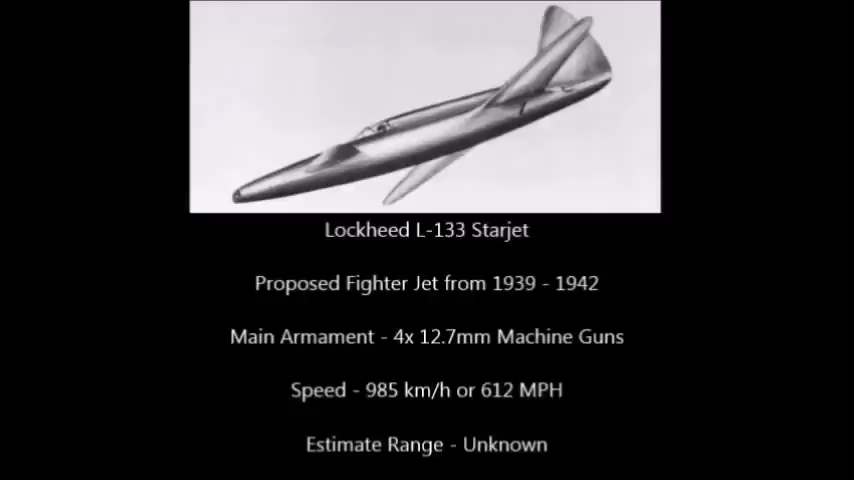 Lockheed L-133 Starjet
Proposed Fighter Jet from 1939 - 1942
Main Armament - 4x 12.7mm Machine Guns
Speed - 985 km/h or 612 MPH
Estimate Range - Unknown